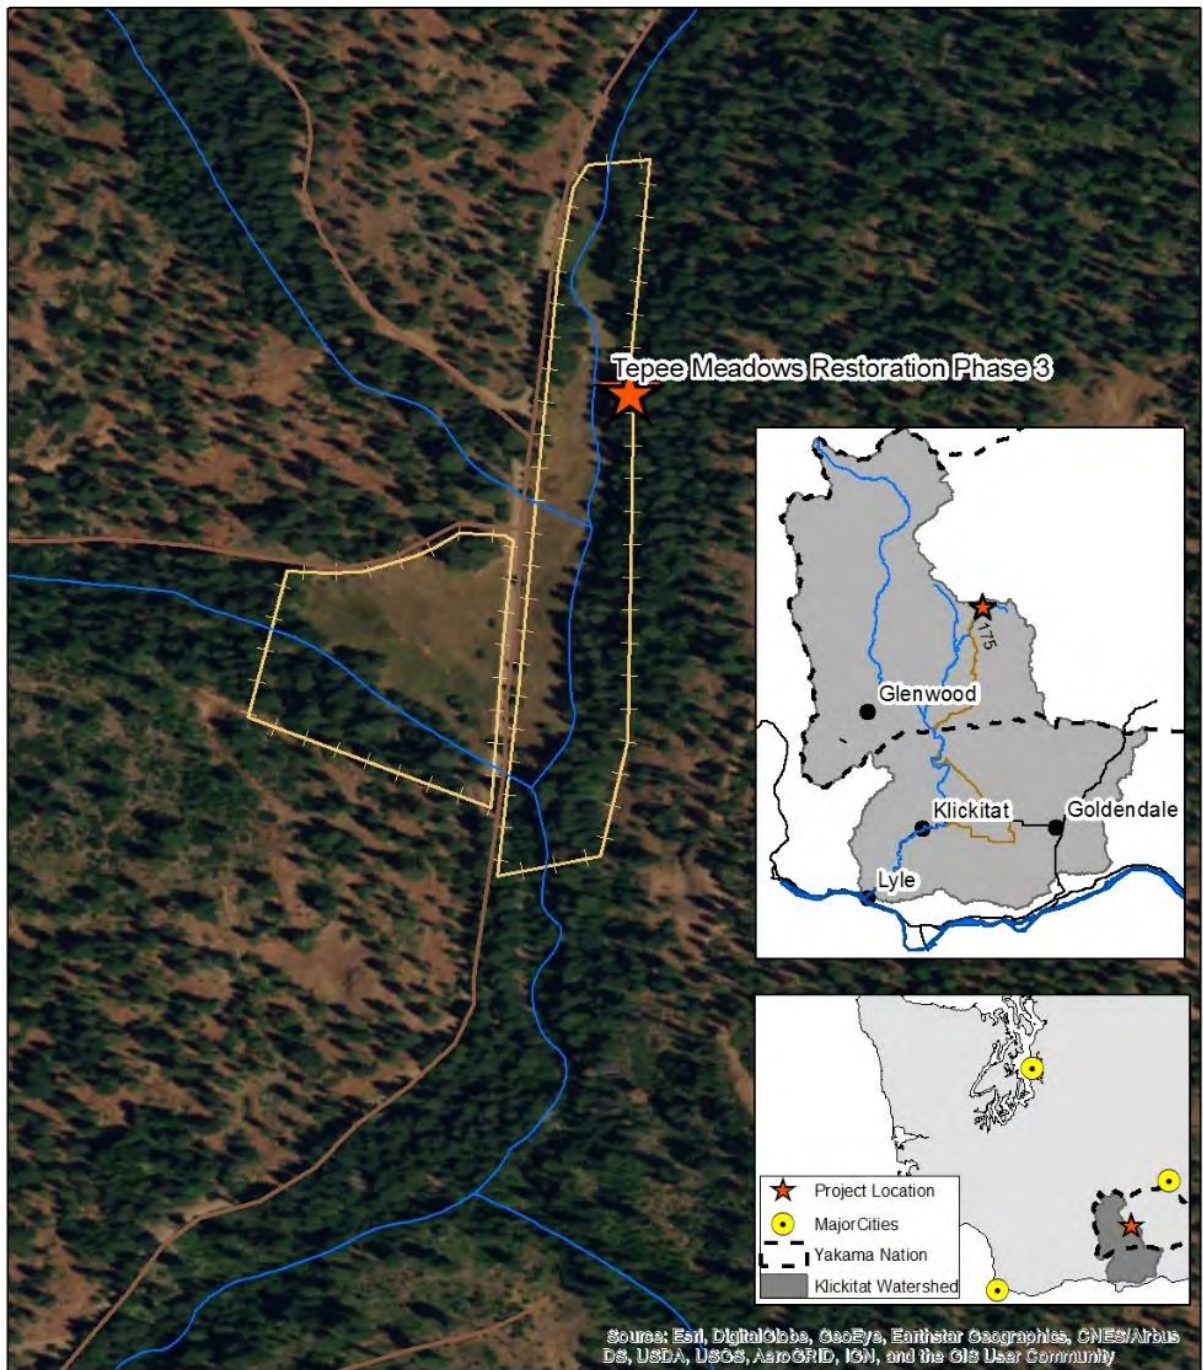 Tepee Meadows Restoration Phase 3
175
Glenwood
Klickitat
Goldendale
Lyle
Project Location
MajorCities
Yakama Nation
Klickitat Watershed
Source: Esri, DigitalGlobe, GeoEye, Earthstar Geographics, CNES/Airbus
DS, USDA, USGS, AeroGRID, IGN, and the GIS User Community